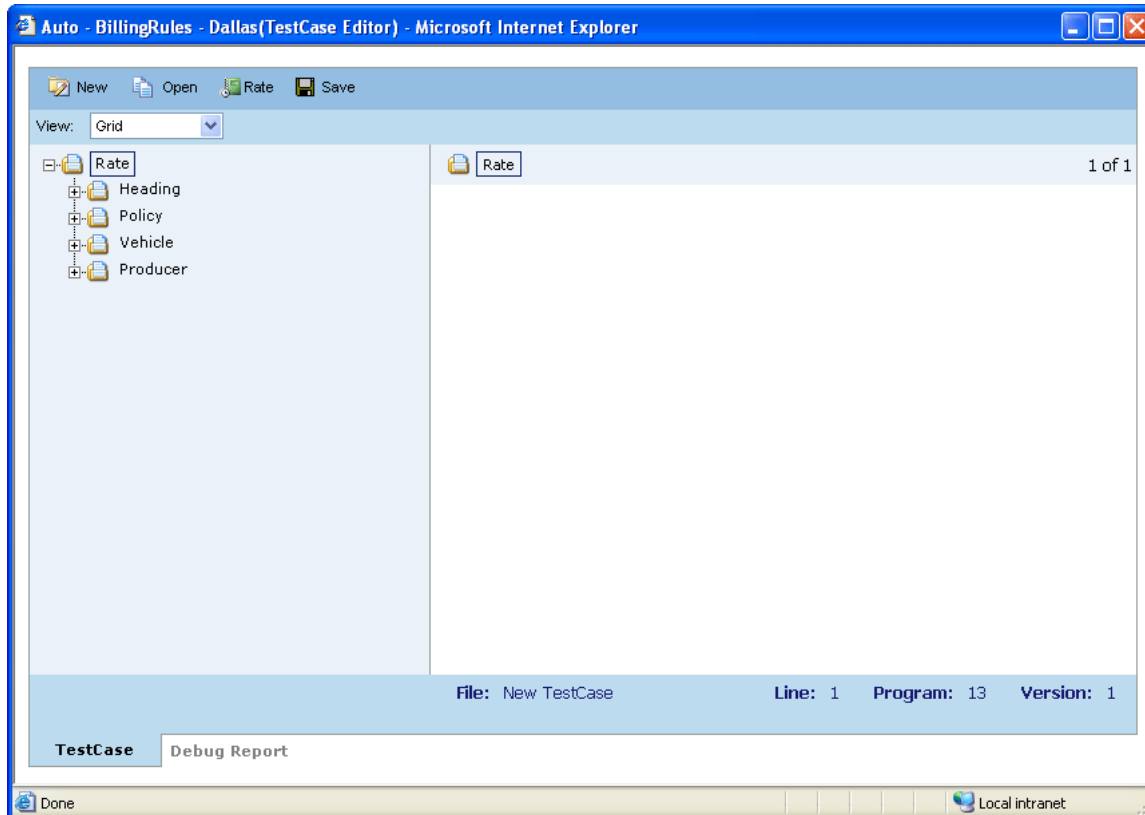 Auto - BillingRules - Dallas(TestCase Editor) - Microsoft Internet Explorer
New Open Rate Save
View: Grid
Rate Rate 1 of 1
Heading
Policy
Vehicle
Producer
File: New TestCase Line: 1 Program: 13 Version: 1
TestCase Debug Report
Done Local intranet